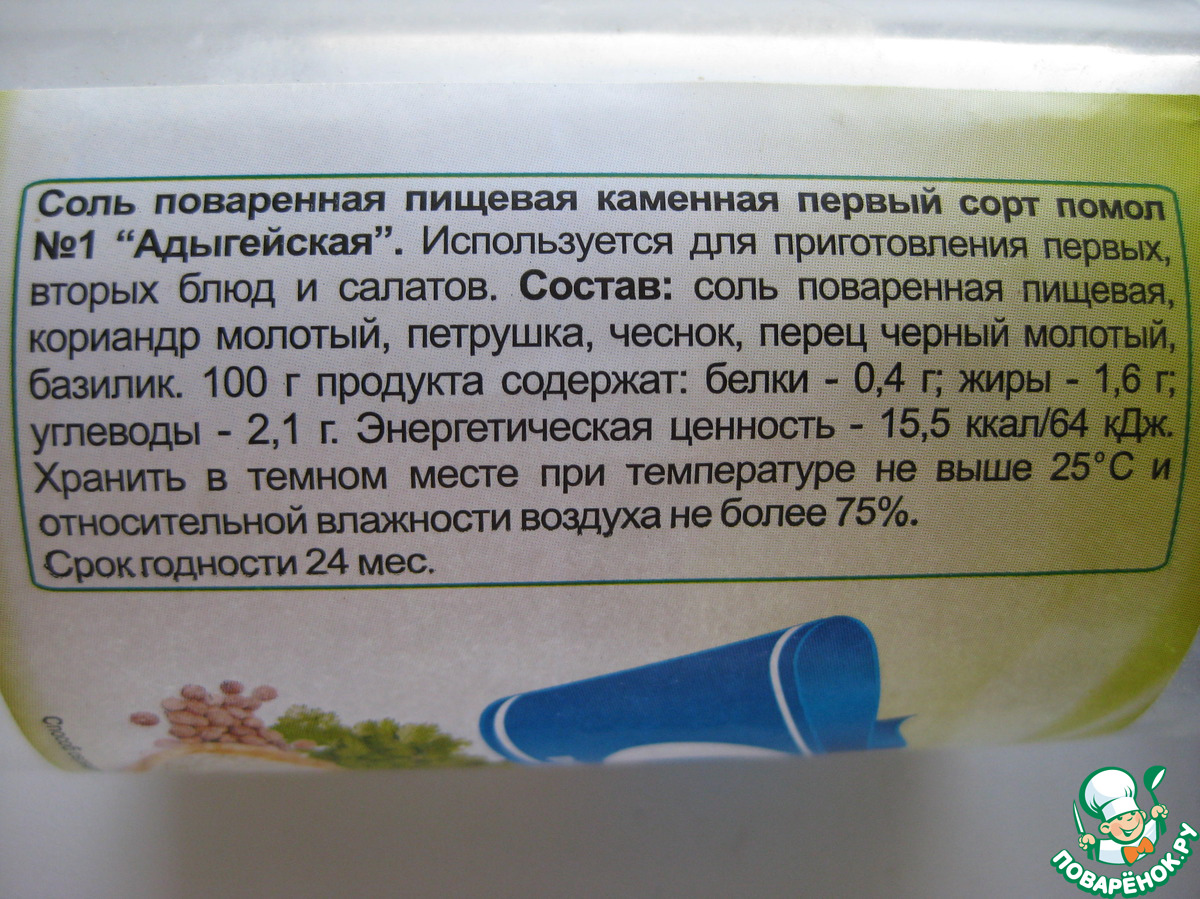 Соль поваренная пищевая каменная первый сорт помол
№1 “Адыгейская”. Используется для приготовления первых,
вторых блюд и салатов. Состав: соль поваренная пищевая,
кориандр молотый, петрушка, чеснок, перец черный молотый,
базилик. 100 г продукта содержат: белки - 0,4 г; жиры - 1,6 г;
углеводы - 2,1 г. Энергетическая ценность - 15,5 ккал/64 кДж.
Хранить в темном месте при температуре не выше 25°С и
относительной влажности воздуха не более 75%.
Срок годности 24 мес.
ПОВАРЁНОК.РУ